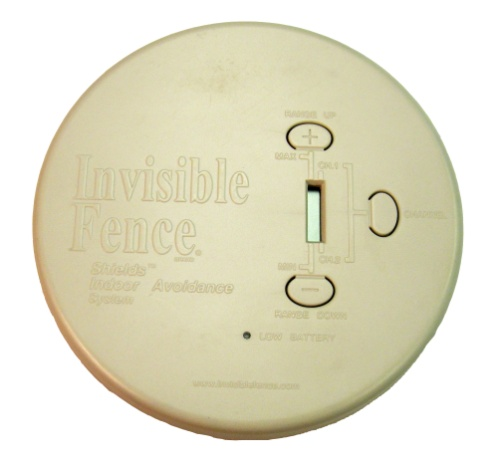 RANGE UP
+
MAX CH.1
Invisible
Fence®
CHANNEL
MIN CH.2
Shields™
Indoor Avoidance
System
—
RANGE DOWN
LOW BATTERY
www.invisiblefence.com